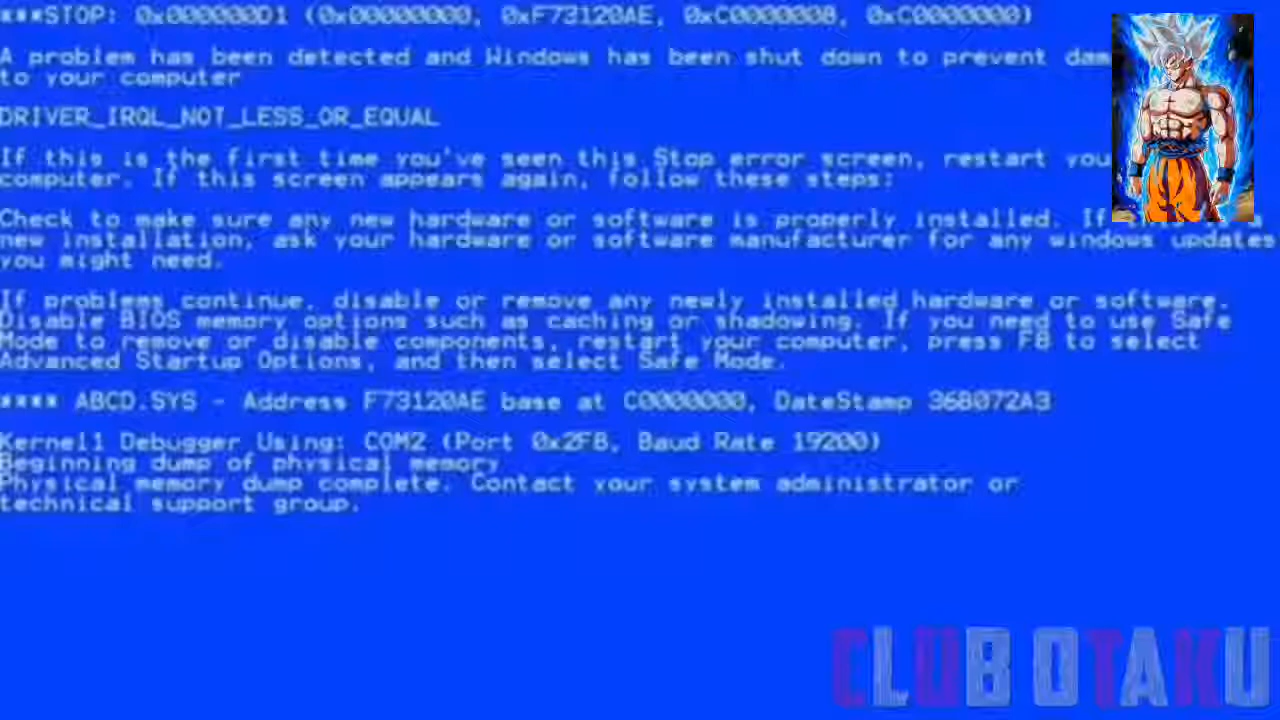 ***STOP: 0x000000D1 (0x00000000, 0xF73120AE, 0xC0000008, 0xC0000000)
A problem has been detected and Windows has been shut down to prevent dam
to your computer
DRIVER_IRQL_NOT_LESS_OR_EQUAL
If this is the first time you've seen this Stop error screen, restart you
computer. If this screen appears again, follow these steps:
Check to make sure any new hardware or software is properly installed. If this is a
new installation, ask your hardware or software manufacturer for any windows updates
you might need.
If problems continue, disable or remove any newly installed hardware or software.
Disable BIOS memory options such as caching or shadowing. If you need to use Safe
Mode to remove or disable components, restart your computer, press F8 to select
Advanced Startup Options, and then select Safe Mode.
**** ABCD.SYS - Address F73120AE base at C0000000, DateStamp 36B072A3
Kernel1 Debugger Using: COM2 (Port 0x2F8, Baud Rate 19200)
Beginning dump of physical memory
Physical memory dump complete. Contact your system administrator or
technical support group.
CLUB OTAKU